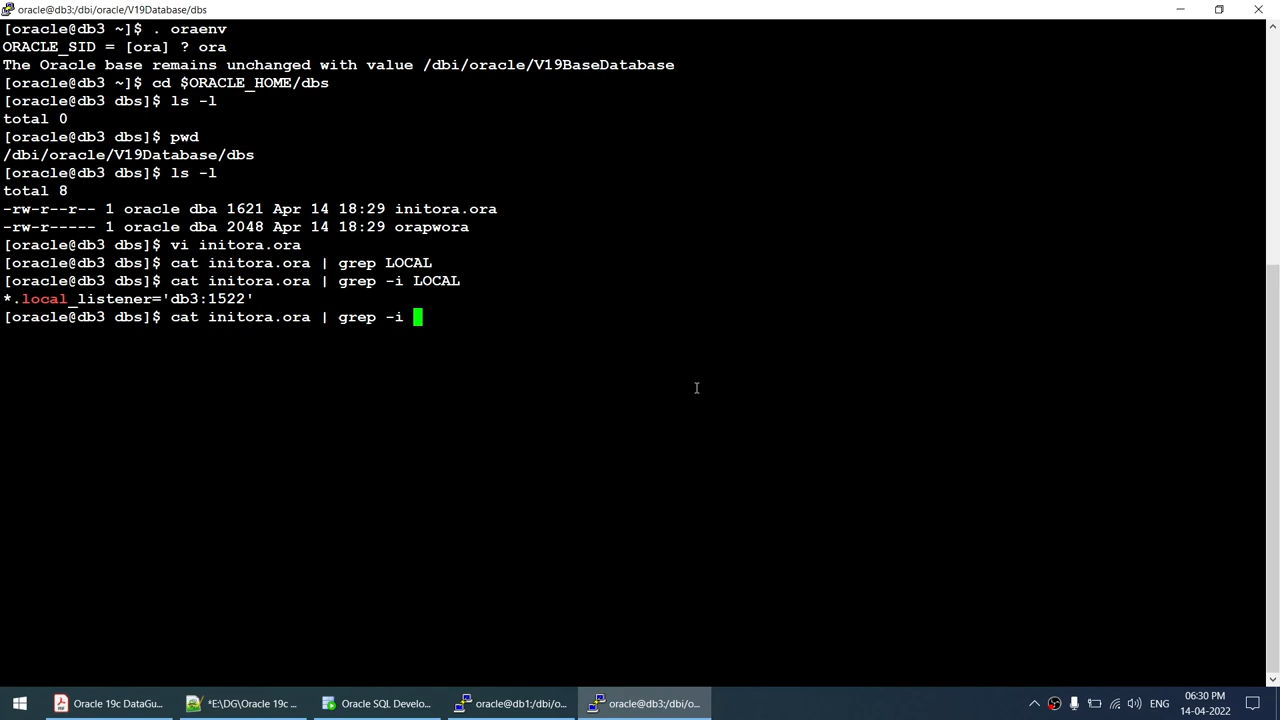 oracle@db3:/dbi/oracle/V19Database/dbs
[oracle@db3 ~]$ . oraenv
ORACLE_SID = [ora] ? ora
The Oracle base remains unchanged with value /dbi/oracle/V19BaseDatabase
[oracle@db3 ~]$ cd $ORACLE_HOME/dbs
[oracle@db3 dbs]$ ls -l
total 0
[oracle@db3 dbs]$ pwd
/dbi/oracle/V19Database/dbs
[oracle@db3 dbs]$ ls -l
total 8
-rw-r--r-- 1 oracle dba 1621 Apr 14 18:29 initora.ora
-rw-r----- 1 oracle dba 2048 Apr 14 18:29 orapwora
[oracle@db3 dbs]$ vi initora.ora
[oracle@db3 dbs]$ cat initora.ora | grep LOCAL
[oracle@db3 dbs]$ cat initora.ora | grep -i LOCAL
*.local_listener='db3:1522'
[oracle@db3 dbs]$ cat initora.ora | grep -i
Oracle 19c DataGu... *E:\DG\Oracle 19c ... Oracle SQL Develo... oracle@db1:/dbi/o... oracle@db3:/dbi/o... ENG 06:30 PM
14-04-2022